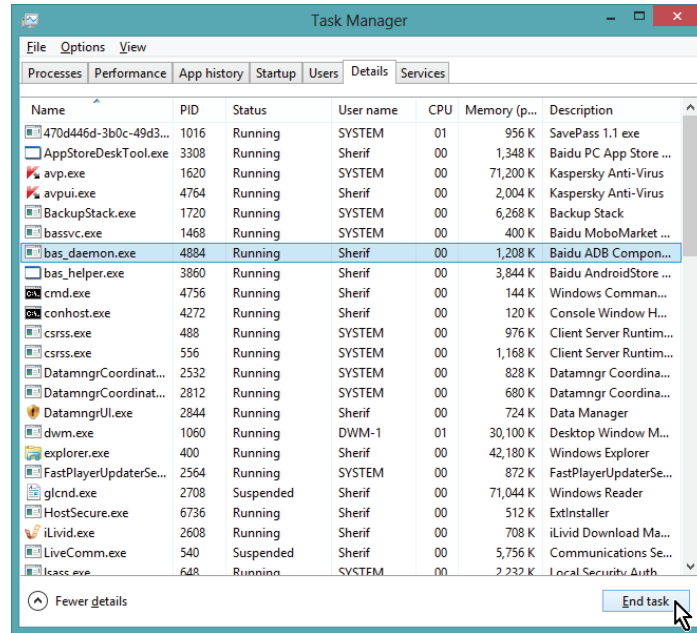 Task Manager
File Options View
Processes Performance App history Startup Users Details Services
Name PID Status User name CPU Memory (p... Description
470d446d-3b0c-49d3... 1016 Running SYSTEM 01 956 K SavePass 1.1 exe
AppStoreDeskTool.exe 3308 Running Sherif 00 1,348 K Baidu PC App Store ...
avp.exe 1620 Running SYSTEM 00 71,200 K Kaspersky Anti-Virus
avpui.exe 4764 Running Sherif 00 2,004 K Kaspersky Anti-Virus
BackupStack.exe 1720 Running SYSTEM 00 6,268 K Backup Stack
bassvc.exe 1468 Running SYSTEM 00 400 K Baidu MoboMarket ...
bas_daemon.exe 4884 Running Sherif 00 1,208 K Baidu ADB Compon...
bas_helper.exe 3860 Running Sherif 00 3,844 K Baidu AndroidStore ...
cmd.exe 4756 Running Sherif 00 144 K Windows Comman...
conhost.exe 4272 Running Sherif 00 120 K Console Window H...
csrss.exe 488 Running SYSTEM 00 976 K Client Server Runtim...
csrss.exe 556 Running SYSTEM 00 1,168 K Client Server Runtim...
DatamngrCoordinat... 2532 Running SYSTEM 00 828 K Datamngr Coordina...
DatamngrCoordinat... 2812 Running SYSTEM 00 680 K Datamngr Coordina...
DatamngrUI.exe 2844 Running Sherif 00 724 K Data Manager
dwm.exe 1060 Running DWM-1 01 30,100 K Desktop Window M...
explorer.exe 400 Running Sherif 00 42,180 K Windows Explorer
FastPlayerUpdaterSe... 2564 Running SYSTEM 00 872 K FastPlayerUpdaterSe...
glcnd.exe 2708 Suspended Sherif 00 71,044 K Windows Reader
HostSecure.exe 6736 Running Sherif 00 512 K ExtInstaller
iLivid.exe 2608 Running Sherif 00 708 K iLivid Download Ma...
LiveComm.exe 540 Suspended Sherif 00 5,756 K Communications Se...
lsass.exe 648 Running SYSTEM 00 2,232 K Local Security Auth...
Fewer details End task